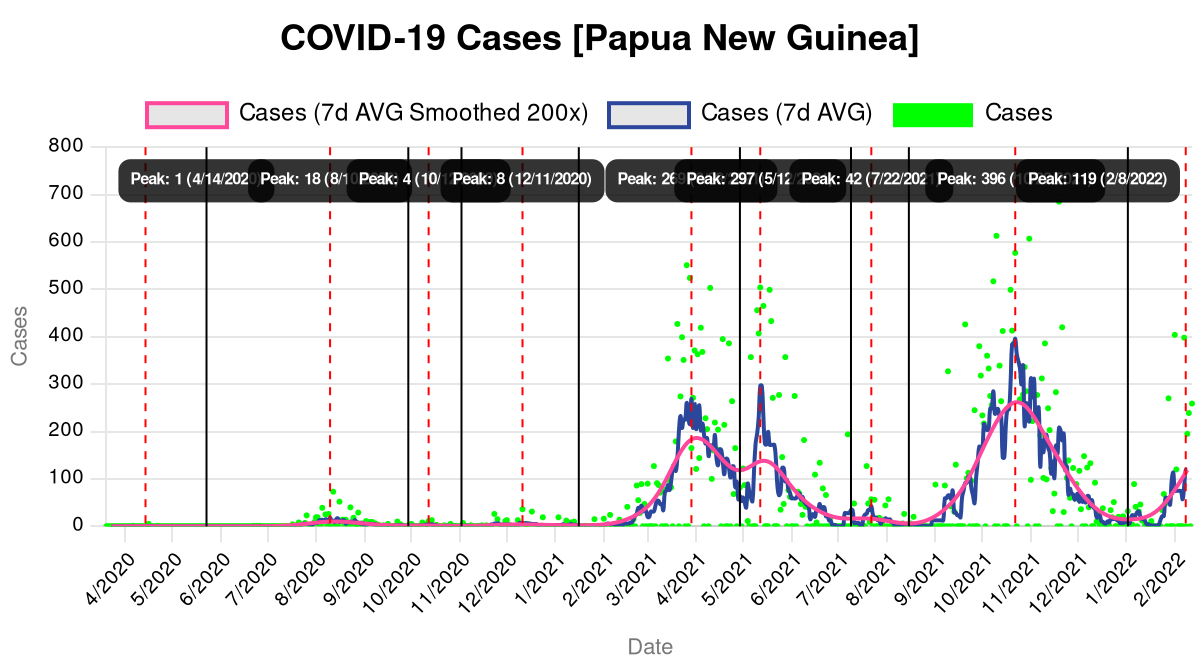 COVID-19 Cases [Papua New Guinea]
Cases (7d AVG Smoothed 200x)
Cases (7d AVG)
Cases
800
700
600
500
400
300
200
100
0
Cases
Peak: 1 (4/14/2020)
Peak: 18 (8/10
Peak: 4 (10/
Peak: 8 (12/11/2020)
Peak: 269
Peak: 297 (5/12
Peak: 42 (7/22/202
Peak: 396 (10
Peak: 119 (2/8/2022)
4/2020
5/2020
6/2020
7/2020
8/2020
9/2020
10/2020
11/2020
12/2020
1/2021
2/2021
3/2021
4/2021
5/2021
6/2021
7/2021
8/2021
9/2021
10/2021
11/2021
12/2021
1/2022
2/2022
Date